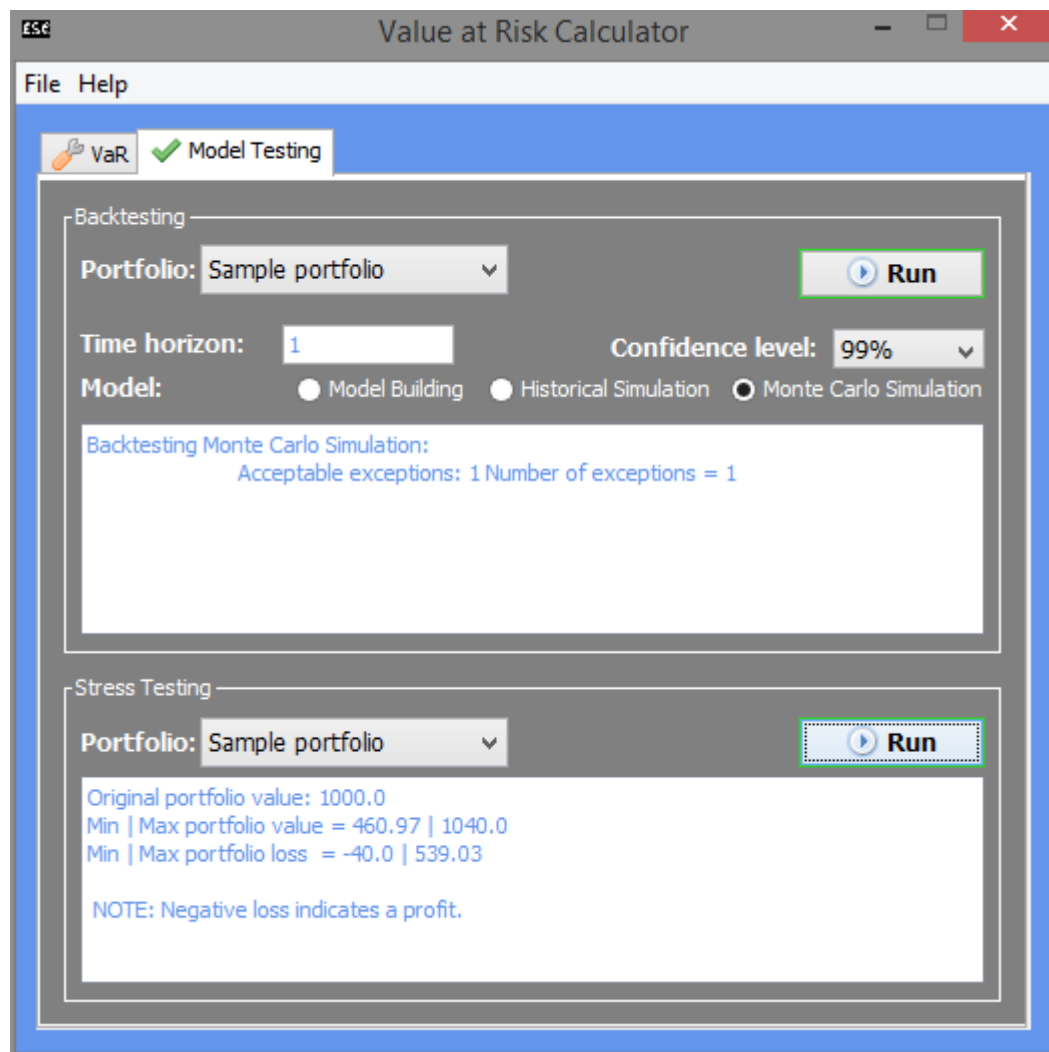 ESG
Value at Risk Calculator
File Help
VaR Model Testing
Backtesting
Portfolio: Sample portfolio Run
Time horizon: 1 Confidence level: 99%
Model: Model Building Historical Simulation Monte Carlo Simulation
Backtesting Monte Carlo Simulation:
Acceptable exceptions: 1 Number of exceptions = 1
Stress Testing
Portfolio: Sample portfolio Run
Original portfolio value: 1000.0
Min | Max portfolio value = 460.97 | 1040.0
Min | Max portfolio loss = -40.0 | 539.03
NOTE: Negative loss indicates a profit.